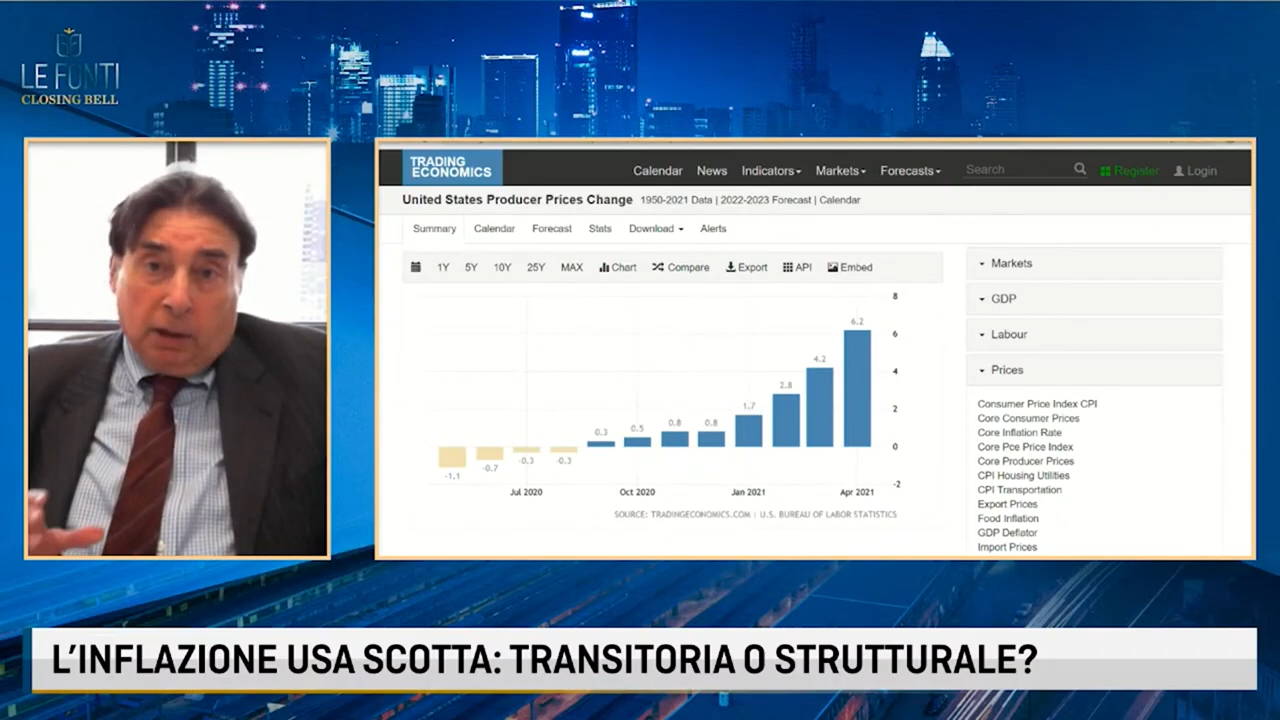 LE FONTI
CLOSING BELL
TRADING
ECONOMICS
Calendar News Indicators Markets Forecasts Search Register Login
United States Producer Prices Change 1950-2021 Data | 2022-2023 Forecast | Calendar
Summary Calendar Forecast Stats Download Alerts
1Y 5Y 10Y 25Y MAX Chart Compare Export API Embed
8
6
4
2
0
-2
-1.1
-0.7
-0.3
-0.3
0.3
0.5
0.8
0.8
1.7
2.8
4.2
6.2
Jul 2020 Oct 2020 Jan 2021 Apr 2021
SOURCE: TRADINGECONOMICS.COM | U.S. BUREAU OF LABOR STATISTICS
Markets
GDP
Labour
Prices
Consumer Price Index CPI
Core Consumer Prices
Core Inflation Rate
Core Pce Price Index
Core Producer Prices
CPI Housing Utilities
CPI Transportation
Export Prices
Food Inflation
GDP Deflator
Import Prices
L'INFLAZIONE USA SCOTTA: TRANSITORIA O STRUTTURALE?